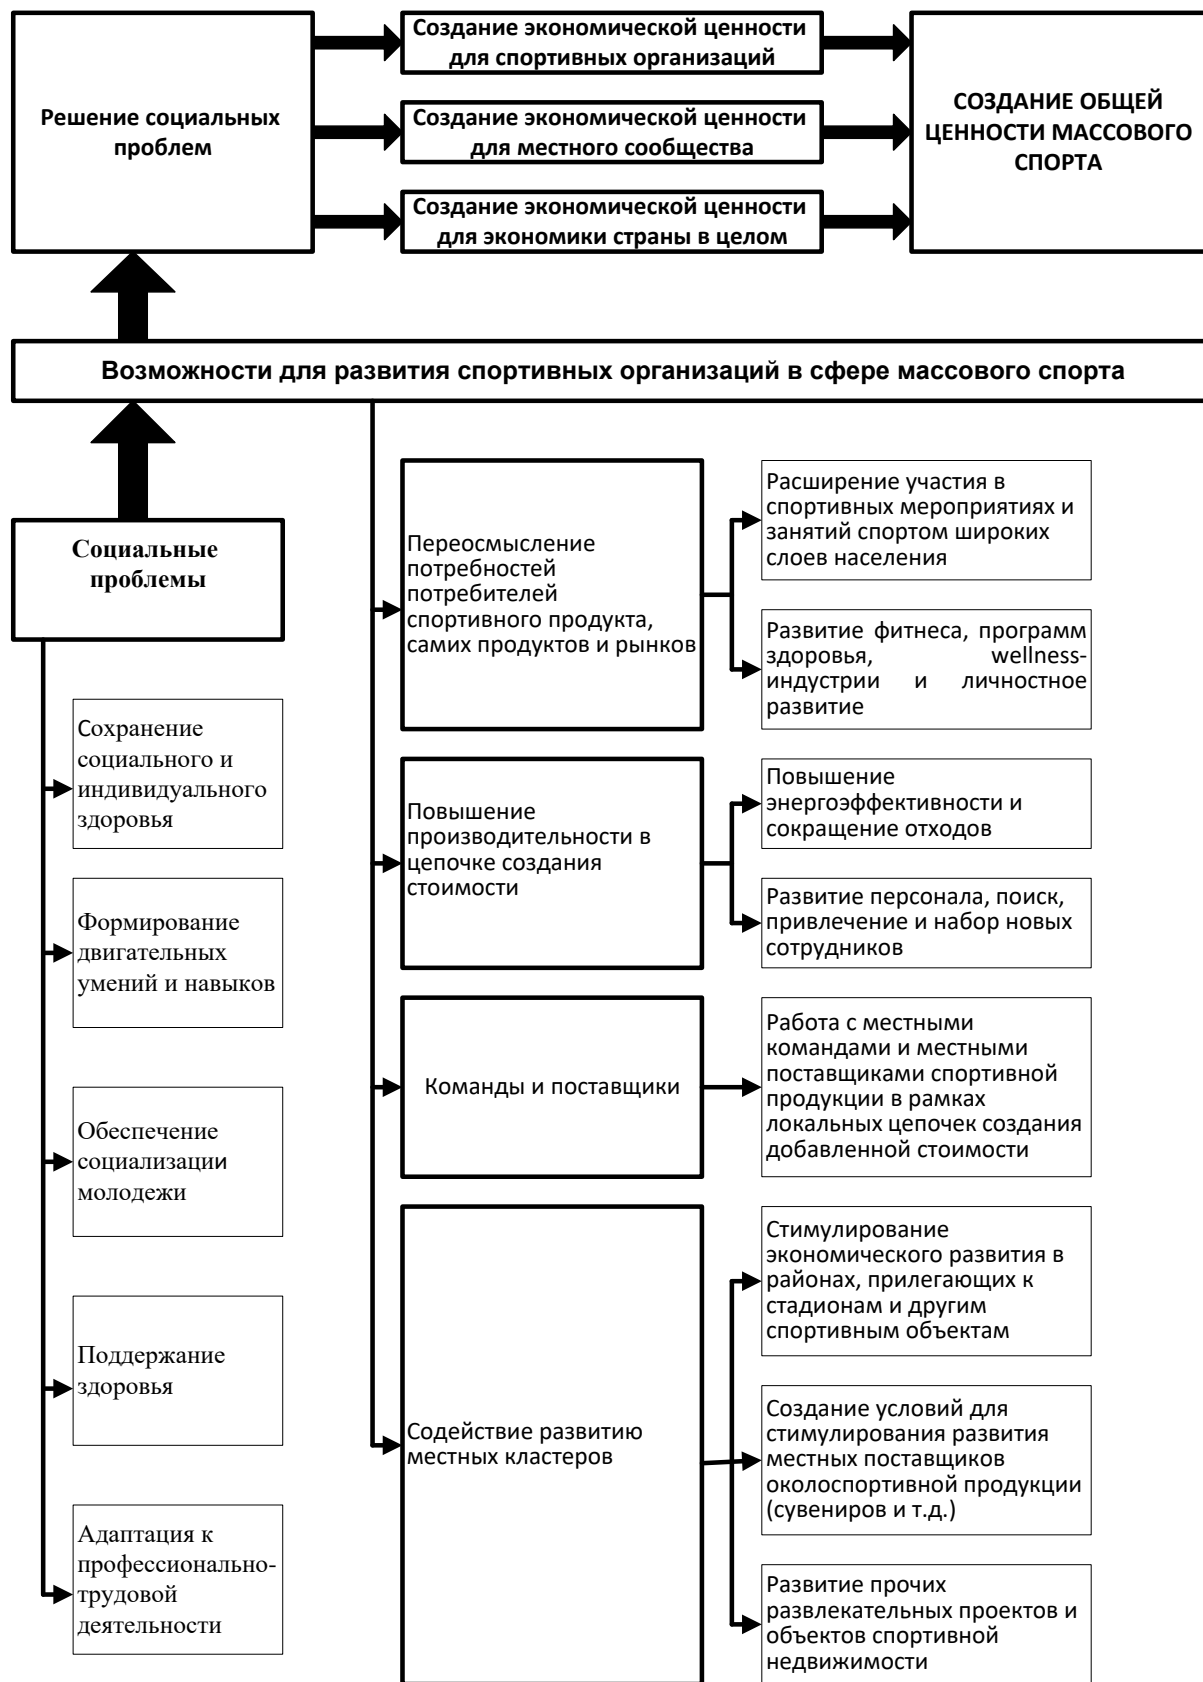 Решение социальных
проблем
Создание экономической ценности
для спортивных организаций
Создание экономической ценности
для местного сообщества
Создание экономической ценности
для экономики страны в целом
СОЗДАНИЕ ОБЩЕЙ
ЦЕННОСТИ МАССОВОГО
СПОРТА
Возможности для развития спортивных организаций в сфере массового спорта
Социальные
проблемы
Сохранение
социального и
индивидуального
здоровья
Формирование
двигательных
умений и навыков
Обеспечение
социализации
молодежи
Поддержание
здоровья
Адаптация к
профессионально-
трудовой
деятельности
Переосмысление
потребностей
потребителей
спортивного продукта,
самих продуктов и рынков
Расширение участия в
спортивных мероприятиях и
занятий спортом широких
слоев населения
Развитие фитнеса, программ
здоровья, wellness-
индустрии и личностное
развитие
Повышение
производительности в
цепочке создания
стоимости
Повышение
энергоэффективности и
сокращение отходов
Развитие персонала, поиск,
привлечение и набор новых
сотрудников
Команды и поставщики
Работа с местными
командами и местными
поставщиками спортивной
продукции в рамках
локальных цепочек создания
добавленной стоимости
Содействие развитию
местных кластеров
Стимулирование
экономического развития в
районах, прилегающих к
стадионам и другим
спортивным объектам
Создание условий для
стимулирования развития
местных поставщиков
околоспортивной продукции
(сувениров и т.д.)
Развитие прочих
развлекательных проектов и
объектов спортивной
недвижимости